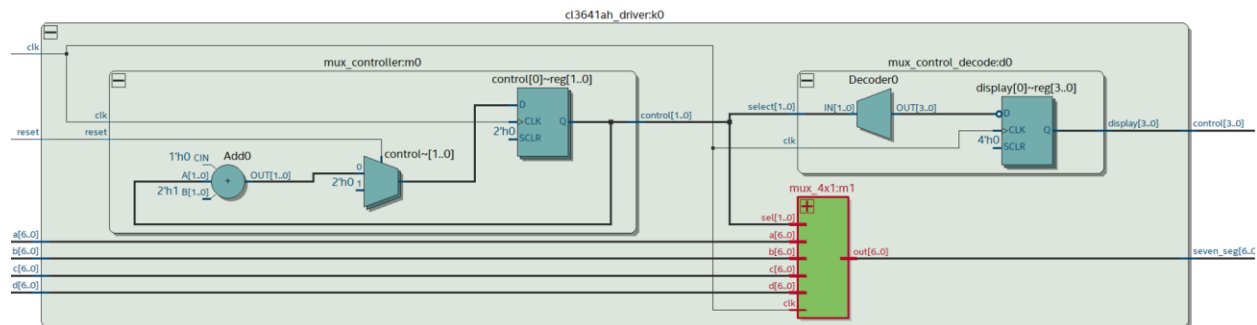 cl3641ah_driver:k0
clk
mux_controller:m0
mux_control_decode:d0
control[0]~reg[1..0]
Decoder0
display[0]~reg[3..0]
D
select[1..0]
IN[1..0]
OUT[3..0]
D
clk
CLK
Q
control[1..0]
CLK
Q
display[3..0]
control[3..0]
2'h0
SCLR
reset
reset
clk
4'h0
SCLR
control~[1..0]
1'h0
CIN
Add0
A[1..0]
+
OUT[1..0]
0
2'h0
1
2'h1
B[1..0]
mux_4x1:m1
sel[1..0]
a[6..0]
a[6..0]
b[6..0]
b[6..0]
out[6..0]
seven_seg[6..0]
c[6..0]
c[6..0]
d[6..0]
d[6..0]
clk